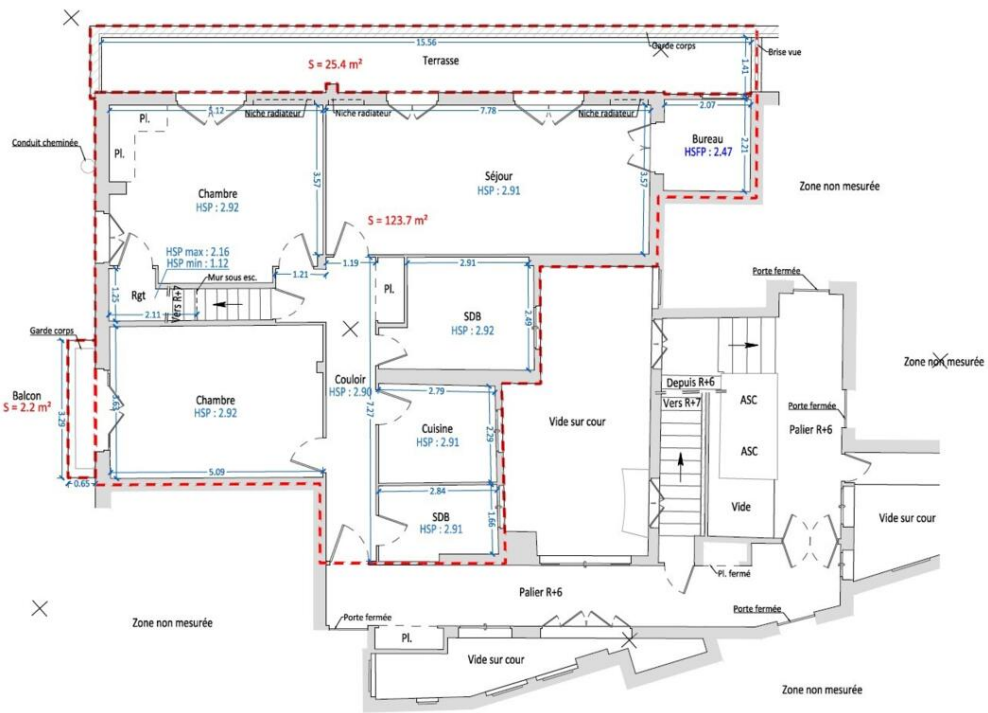 15.56
Garde corps
Brise vue
S = 25.4 m²
Terrasse
1.41
5.12
Niche radiateur
Niche radiateur
7.78
Niche radiateur
2.07
Pl.
Pl.
Bureau
HSFP : 2.47
2.21
Conduit cheminée
3.57
Séjour
HSP : 2.91
3.57
Zone non mesurée
Chambre
HSP : 2.92
S = 123.7 m²
HSP max : 2.16
HSP min : 1.12
1.21
1.19
2.91
Mur sous esc.
Porte fermée
1.25
Rgt
Vers R+7
2.11
Pl.
SDB
HSP : 2.92
2.49
Garde corps
Zone non mesurée
Balcon
S = 2.2 m²
3.29
3.63
Chambre
HSP : 2.92
Couloir
HSP : 2.90
7.27
2.79
Depuis R+6
Vers R+7
ASC
Porte fermée
Cuisine
HSP : 2.91
2.29
Vide sur cour
Palier R+6
ASC
5.09
0.65
2.84
SDB
HSP : 2.91
1.66
Vide
Vide sur cour
Pl. fermé
Palier R+6
Porte fermée
Porte fermée
Zone non mesurée
Pl.
Vide sur cour
Zone non mesurée